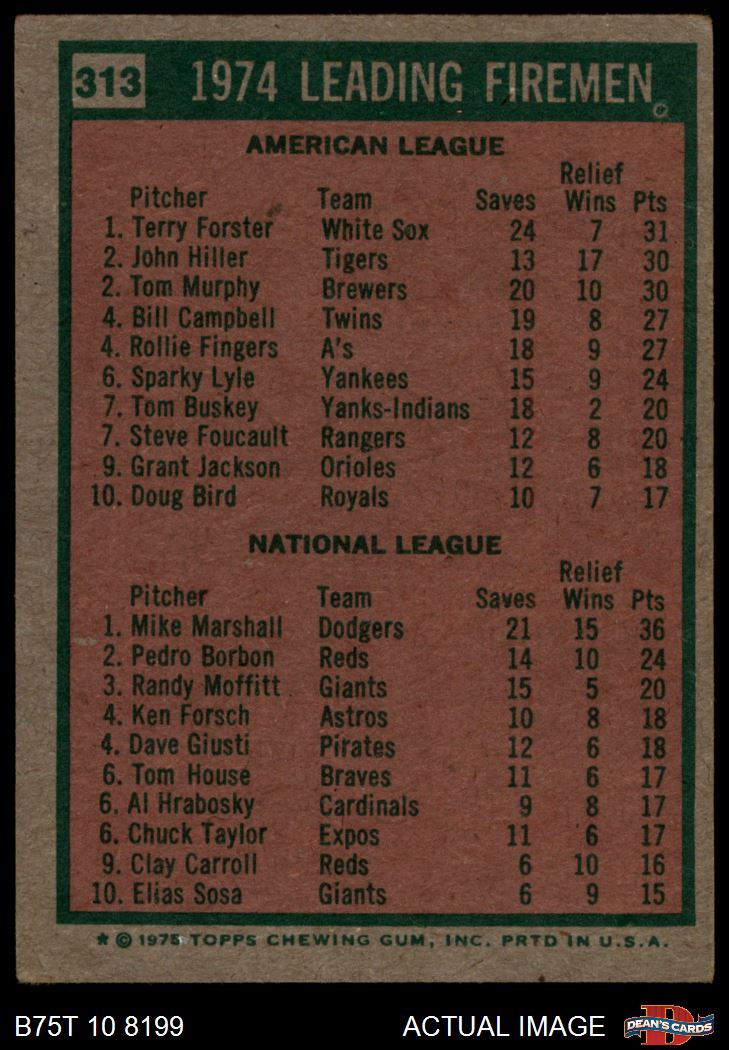 313 1974 LEADING FIREMEN
AMERICAN LEAGUE
Relief
Pitcher Team Saves Wins Pts
1. Terry Forster White Sox 24 7 31
2. John Hiller Tigers 13 17 30
2. Tom Murphy Brewers 20 10 30
4. Bill Campbell Twins 19 8 27
4. Rollie Fingers A's 18 9 27
6. Sparky Lyle Yankees 15 9 24
7. Tom Buskey Yanks-Indians 18 2 20
7. Steve Foucault Rangers 12 8 20
9. Grant Jackson Orioles 12 6 18
10. Doug Bird Royals 10 7 17
NATIONAL LEAGUE
Relief
Pitcher Team Saves Wins Pts
1. Mike Marshall Dodgers 21 15 36
2. Pedro Borbon Reds 14 10 24
3. Randy Moffitt Giants 15 5 20
4. Ken Forsch Astros 10 8 18
4. Dave Giusti Pirates 12 6 18
6. Tom House Braves 11 6 17
6. Al Hrabosky Cardinals 9 8 17
6. Chuck Taylor Expos 11 6 17
9. Clay Carroll Reds 6 10 16
10. Elias Sosa Giants 6 9 15
* © 1975 TOPPS CHEWING GUM, INC. PRTD IN U.S.A.
B75T 10 8199 ACTUAL IMAGE DEAN'S CARDS